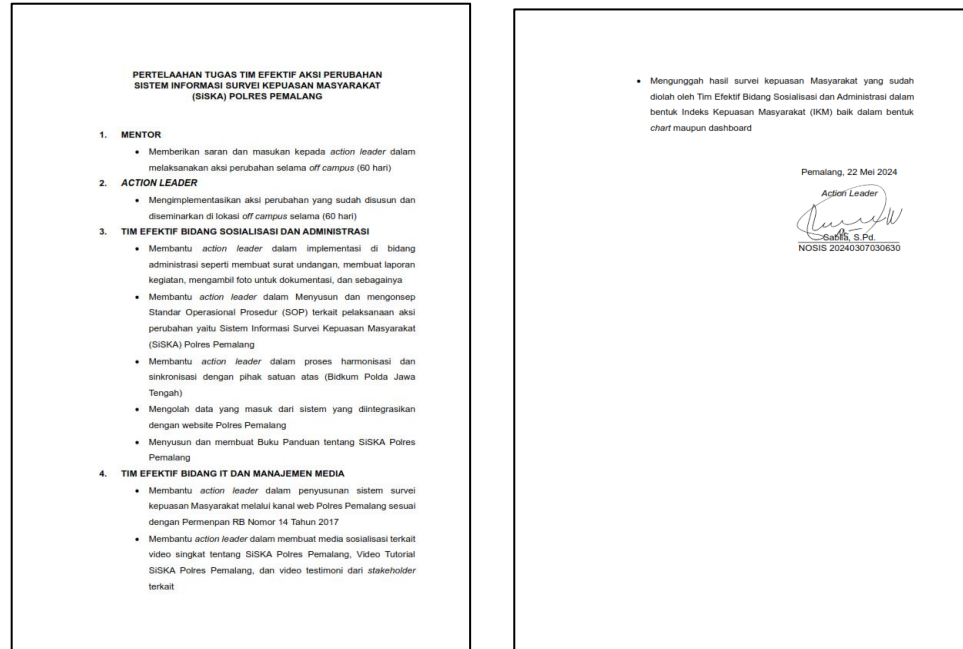 PERTELAAHAN TUGAS TIM EFEKTIF AKSI PERUBAHAN
SISTEM INFORMASI SURVEI KEPUASAN MASYARAKAT
(SiSKA) POLRES PEMALANG
1. MENTOR
• Memberikan saran dan masukan kepada action leader dalam
melaksanakan aksi perubahan selama off campus (60 hari)
2. ACTION LEADER
• Mengimplementasikan aksi perubahan yang sudah disusun dan
diseminarkan di lokasi off campus selama (60 hari)
3. TIM EFEKTIF BIDANG SOSIALISASI DAN ADMINISTRASI
• Membantu action leader dalam implementasi di bidang
administrasi seperti membuat surat undangan, membuat laporan
kegiatan, mengambil foto untuk dokumentasi, dan sebagainya
• Membantu action leader dalam Menyusun dan mengonsep
Standar Operasional Prosedur (SOP) terkait pelaksanaan aksi
perubahan yaitu Sistem Informasi Survei Kepuasan Masyarakat
(SiSKA) Polres Pemalang
• Membantu action leader dalam proses harmonisasi dan
sinkronisasi dengan pihak satuan atas (Bidkum Polda Jawa
Tengah)
• Mengolah data yang masuk dari sistem yang diintegrasikan
dengan website Polres Pemalang
• Menyusun dan membuat Buku Panduan tentang SiSKA Polres
Pemalang
4. TIM EFEKTIF BIDANG IT DAN MANAJEMEN MEDIA
• Membantu action leader dalam penyusunan sistem survei
kepuasan Masyarakat melalui kanal web Polres Pemalang sesuai
dengan Permenpan RB Nomor 14 Tahun 2017
• Membantu action leader dalam membuat media sosialisasi terkait
video singkat tentang SiSKA Polres Pemalang, Video Tutorial
SiSKA Polres Pemalang, dan video testimoni dari stakeholder
terkait
• Mengunggah hasil survei kepuasan Masyarakat yang sudah
diolah oleh Tim Efektif Bidang Sosialisasi dan Administrasi dalam
bentuk Indeks Kepuasan Masyarakat (IKM) baik dalam bentuk
chart maupun dashboard
Pemalang, 22 Mei 2024
Action Leader
Sabilla, S.Pd.
NOSIS 20240307030630